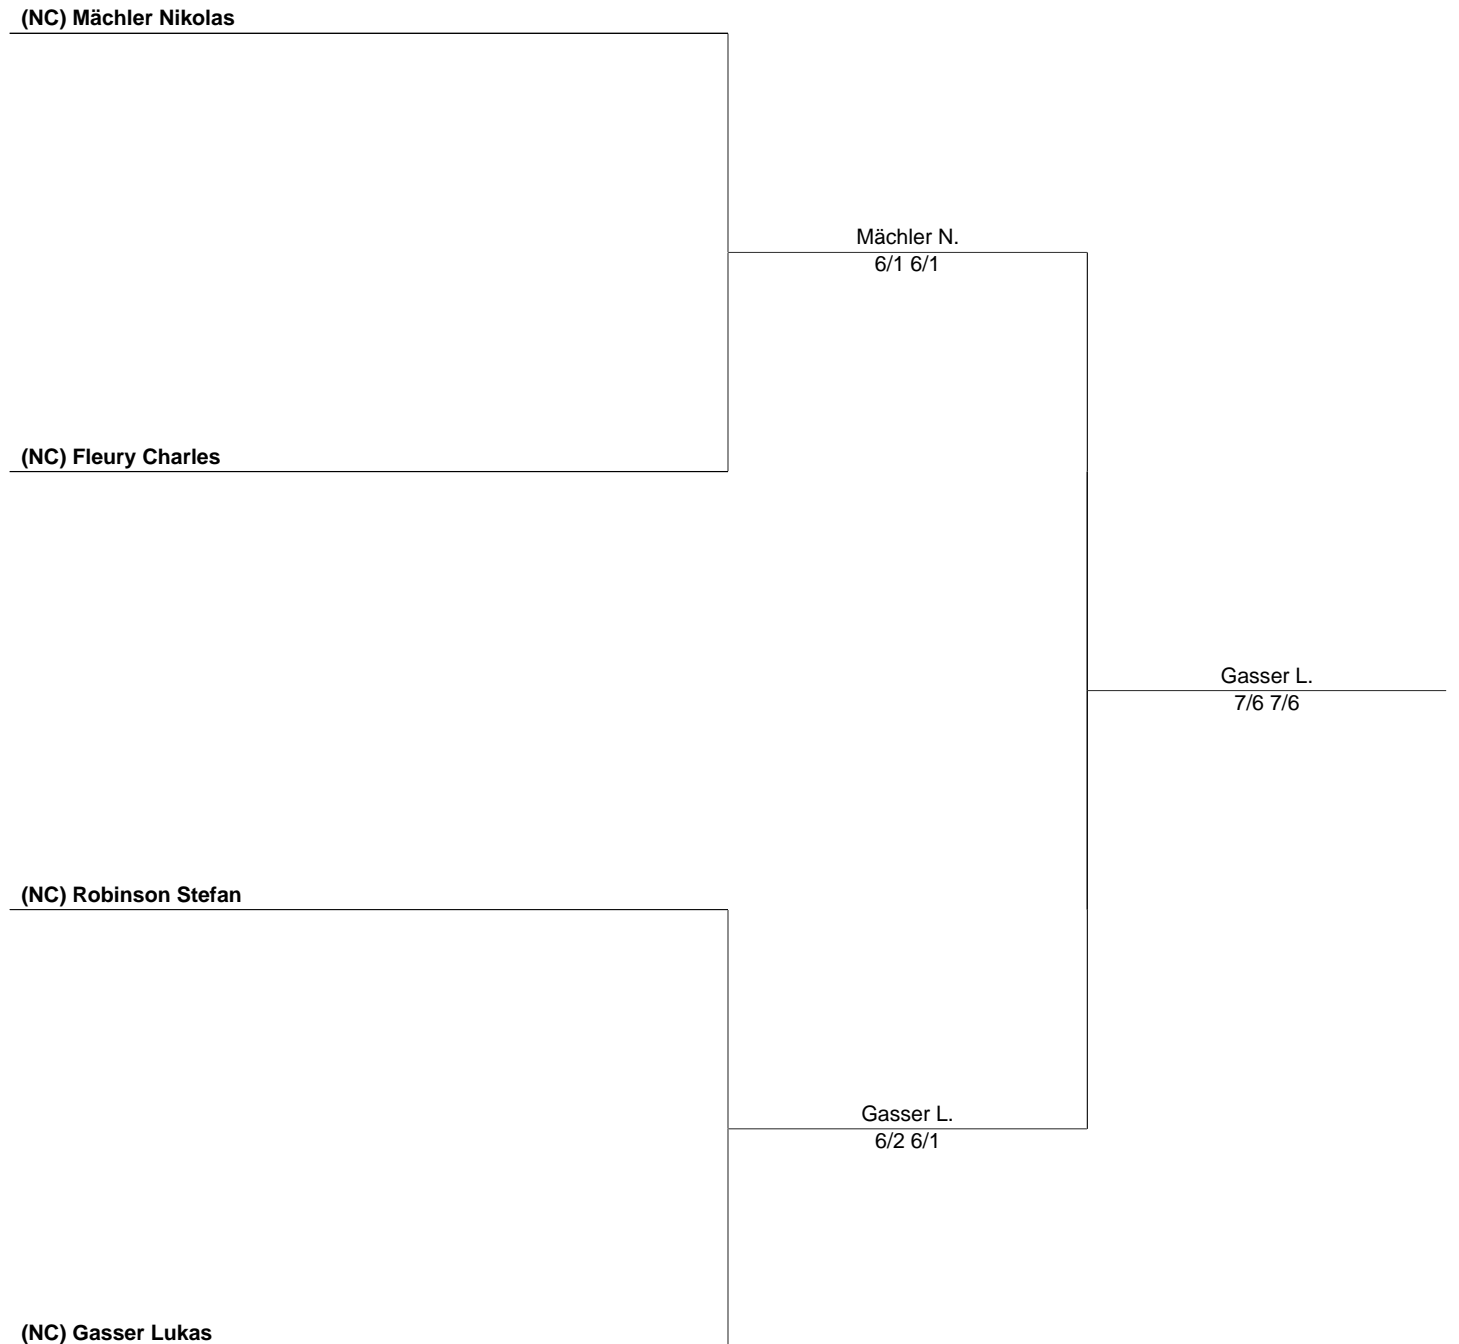 (NC) Mächler Nikolas
Mächler N.
6/1 6/1
(NC) Fleury Charles
Gasser L.
7/6 7/6
(NC) Robinson Stefan
Gasser L.
6/2 6/1
(NC) Gasser Lukas